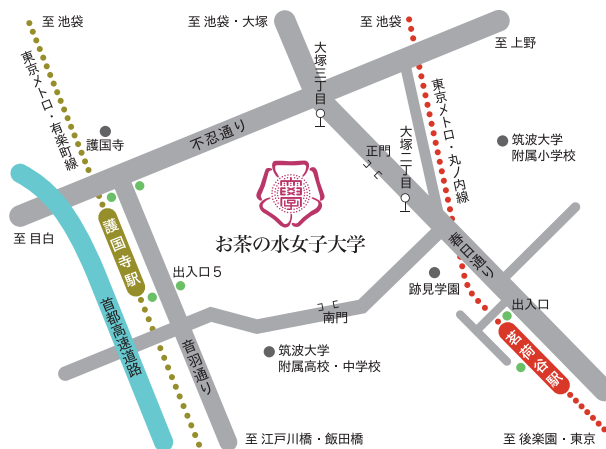 至 池袋
至 池袋・大塚
至 池袋
至 上野
大塚三丁目
東京メトロ・有楽町線
東京メトロ・丸ノ内線
護国寺
不忍通り
正門
大塚二丁目
筑波大学
附属小学校
至 目白
護国寺駅
お茶の水女子大学
春日通り
出入口５
跡見学園
首都高速道路
南門
出入口
音羽通り
筑波大学
附属高校・中学校
茗荷谷駅
至 江戸川橋・飯田橋
至 後楽園・東京